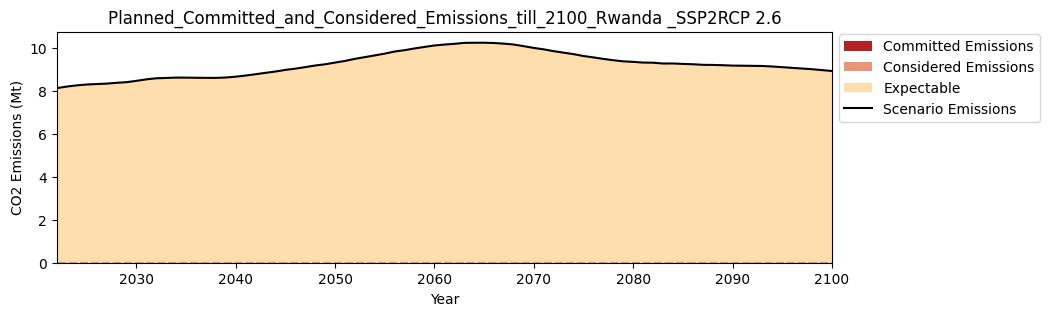 Planned_Committed_and_Considered_Emissions_till_2100_Rwanda _SSP2RCP 2.6
CO2 Emissions (Mt)
10
8
6
4
2
0
2030 2040 2050 2060 2070 2080 2090 2100
Year
Committed Emissions
Considered Emissions
Expectable
Scenario Emissions